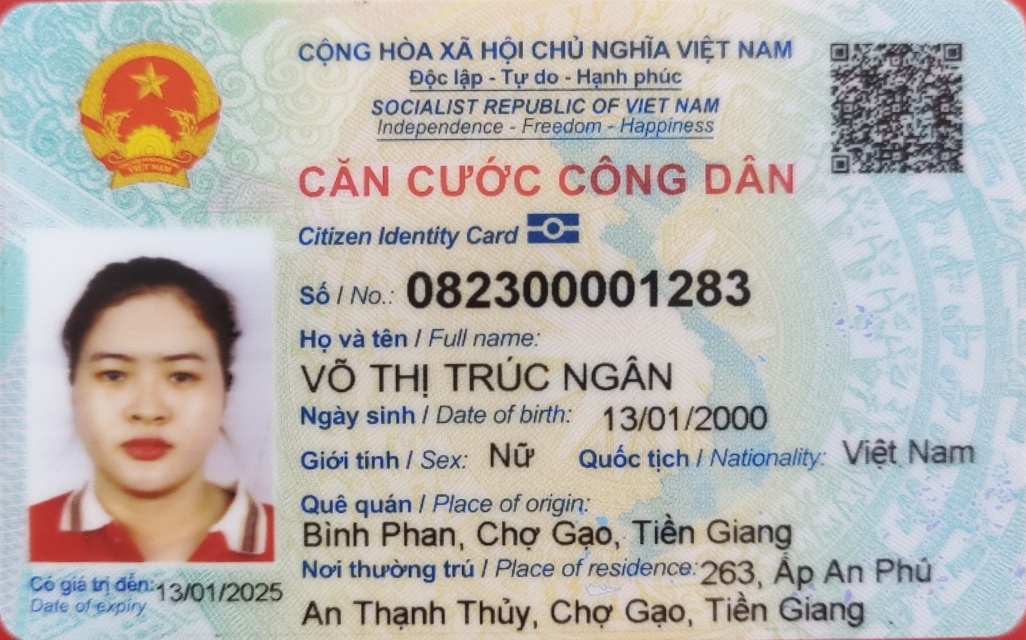 CỘNG HÒA XÃ HỘI CHỦ NGHĨA VIỆT NAM
Độc lập - Tự do - Hạnh phúc
SOCIALIST REPUBLIC OF VIET NAM
Independence - Freedom - Happiness
CĂN CƯỚC CÔNG DÂN
Citizen Identity Card
Số / No.: 082300001283
Họ và tên / Full name:
VÕ THỊ TRÚC NGÂN
Ngày sinh / Date of birth: 13/01/2000
Giới tính / Sex: Nữ Quốc tịch / Nationality: Việt Nam
Quê quán / Place of origin:
Bình Phan, Chợ Gạo, Tiền Giang
Nơi thường trú / Place of residence: 263, Ấp An Phú
An Thạnh Thủy, Chợ Gạo, Tiền Giang
Có giá trị đến: 13/01/2025
Date of expiry